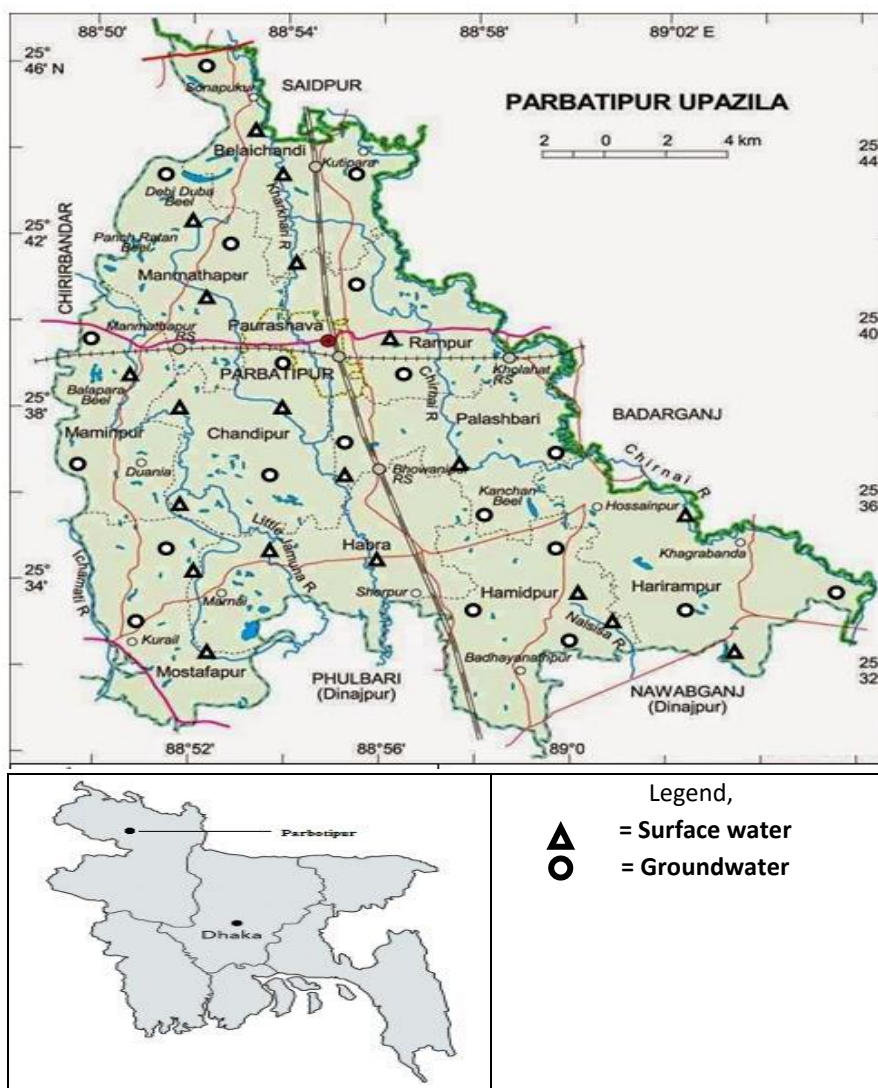 88°50' 88°54' 88°58' 89°02' E
25°
46' N
Sonapukur
SAIDPUR
PARBATIPUR UPAZILA
2 0 2 4 km
Belaichandi
Kutipara
25°
44'
Debi Duba
Beel
Kharkhari R
25°
42'
CHIRIRBANDAR
Panch Ratan
Beel
Manmathapur
25°
40'
Manmathapur
RS
Paurashava
Rampur
Kholahat
RS
PARBATIPUR
Balapara
Beel
Chirnai R
25°
38'
Palashbari
BADARGANJ
Maminpur
Chandipur
Chirnai R
Duania
Bhowanipur
RS
Kanchan
Beel
25°
36'
Hossainpur
Little Jamuna R
Habra
Khagrabanda
25°
34'
Ichamati R
Marnai
Sherpur
Hamidpur
Harirampur
Nalsisa R
Kurail
Mostafapur
PHULBARI
(Dinajpur)
Badhayanathpur
NAWABGANJ
(Dinajpur)
25°
32'
88°52' 88°56' 89°0'
Parbotipur
Dhaka
Legend,
= Surface water
= Groundwater